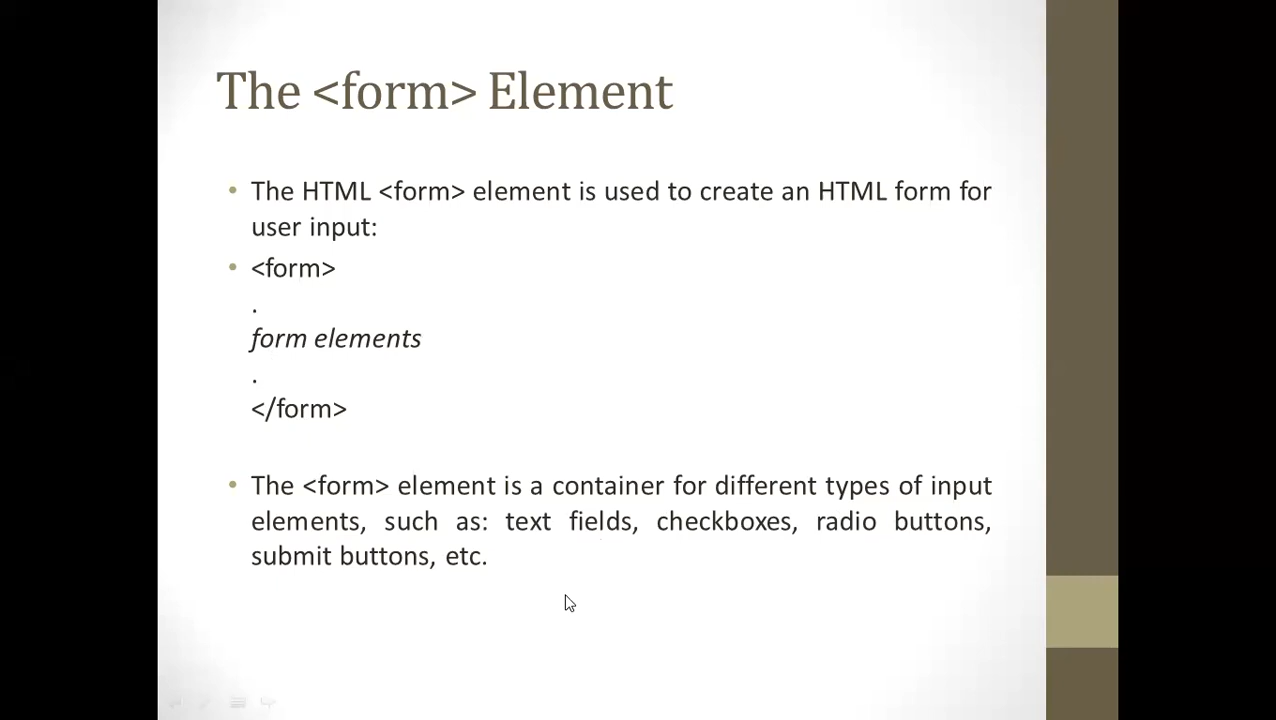 The <form> Element
• The HTML <form> element is used to create an HTML form for
user input:
• <form>
.
form elements
.
</form>
• The <form> element is a container for different types of input
elements, such as: text fields, checkboxes, radio buttons,
submit buttons, etc.